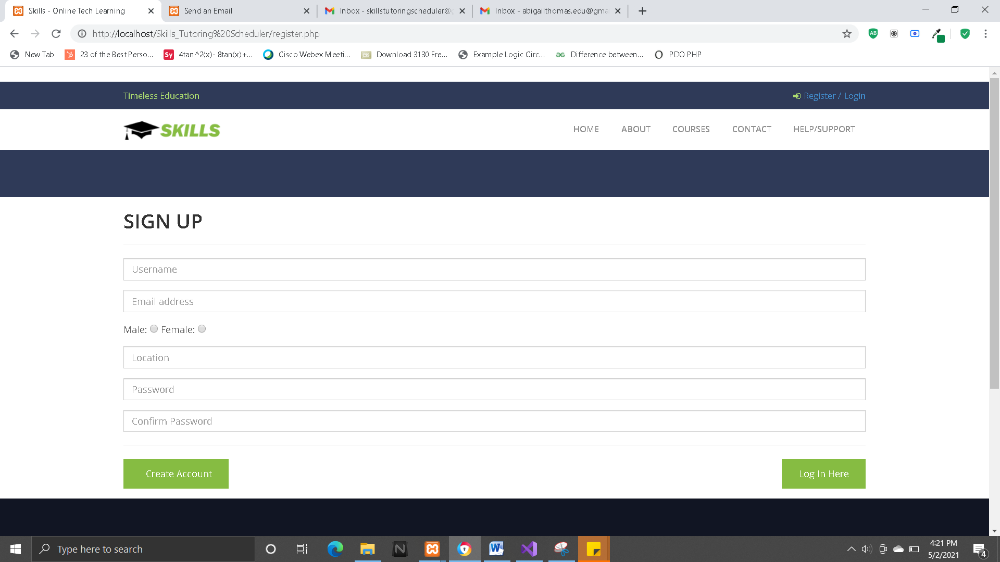 Skills - Online Tech Learning
Send an Email
Inbox - skillstutoringscheduler@g
Inbox - abigailthomas.edu@gma
http://localhost/Skills_Tutoring%20Scheduler/register.php
AB
New Tab
23 of the Best Perso...
Sy
4tan^2(x)- 8tan(x)+...
Cisco Webex Meeti...
CSS
Download 3130 Fre...
Example Logic Circ...
Difference between...
PDO PHP
Timeless Education
Register / Login
SKILLS
HOME
ABOUT
COURSES
CONTACT
HELP/SUPPORT
SIGN UP
Username
Email address
Male: Female:
Location
Password
Confirm Password
Create Account
Log In Here
Type here to search
N
W
4:21 PM
5/2/2021
4